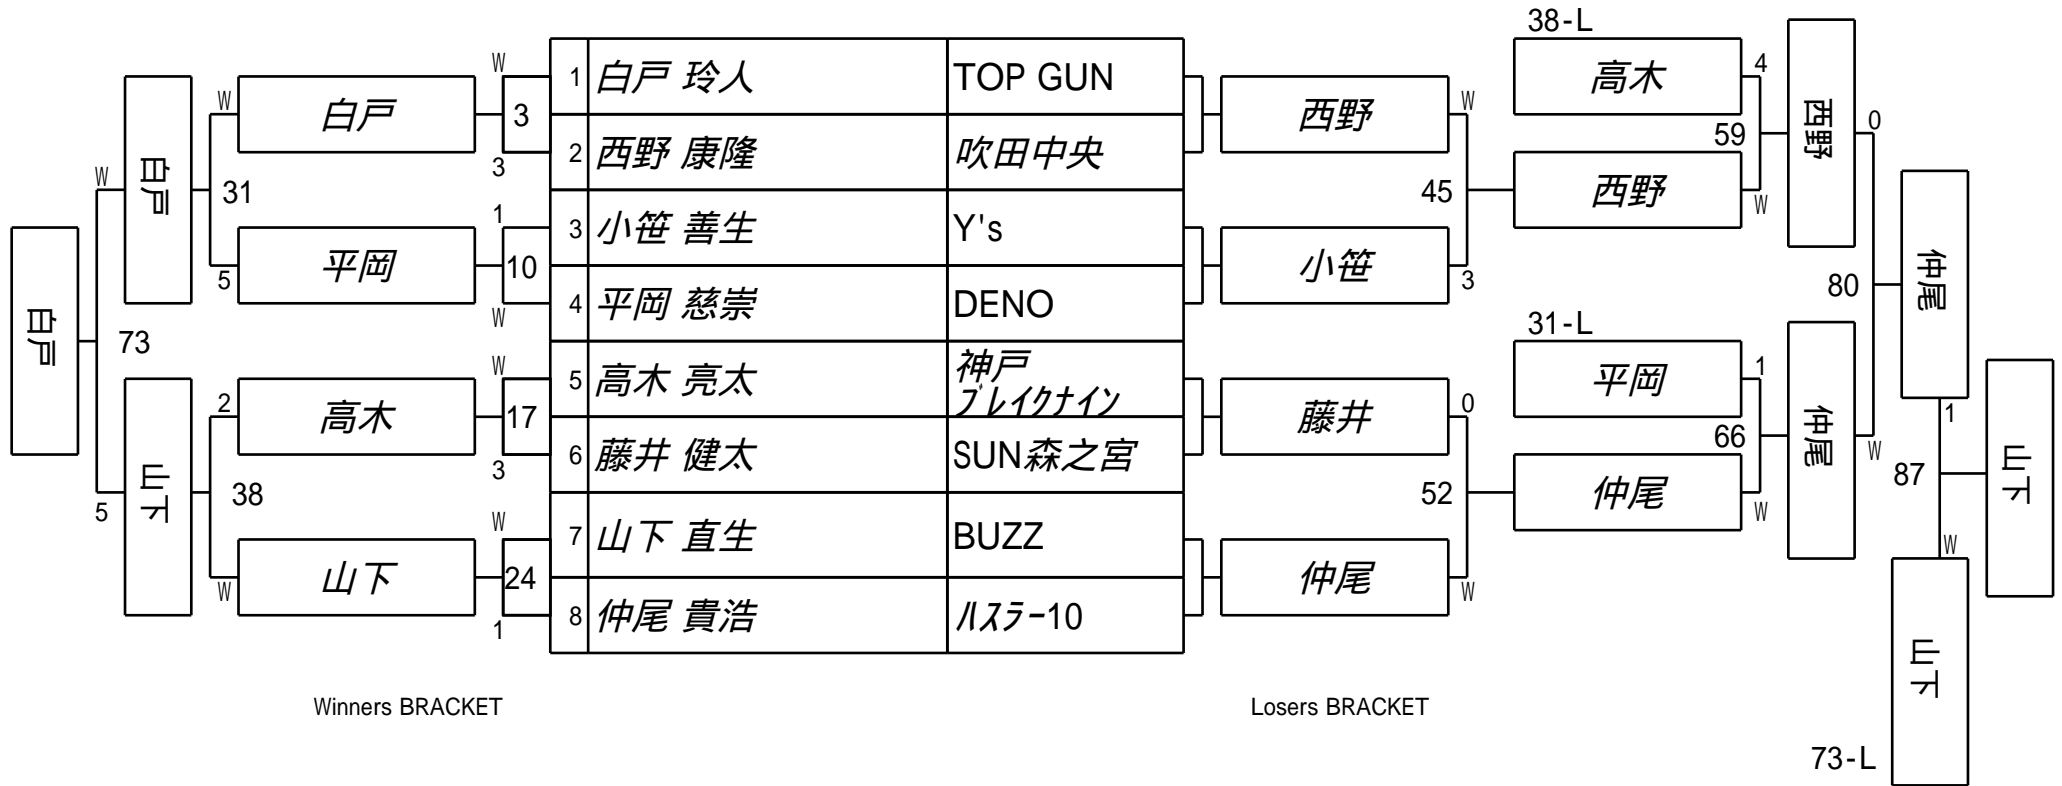 38-L
W
1 白戸 玲人 TOP GUN
高木 4
W 白戸 3
西野 W
西野 0
2 西野 康隆 吹田中央
3
59
W 白戸
31
45
西野 W
1
3 小笹 善生 Y's
5 平岡 10
小笹 3
仲尾
4 平岡 慈崇 DENO
W
80
白戸
73
31-L
W
5 高木 亮太 神戸
ブレイクナイン
平岡 1
2 高木 17
藤井 0
仲尾 W
6 藤井 健太 SUN森之宮
3
66
1
5 山下
38
52
仲尾 W
87
山下
W
7 山下 直生 BUZZ
W 山下 24
仲尾 W
W
8 仲尾 貴浩 ハスラー10
1
山下
Winners BRACKET
Losers BRACKET
73-L